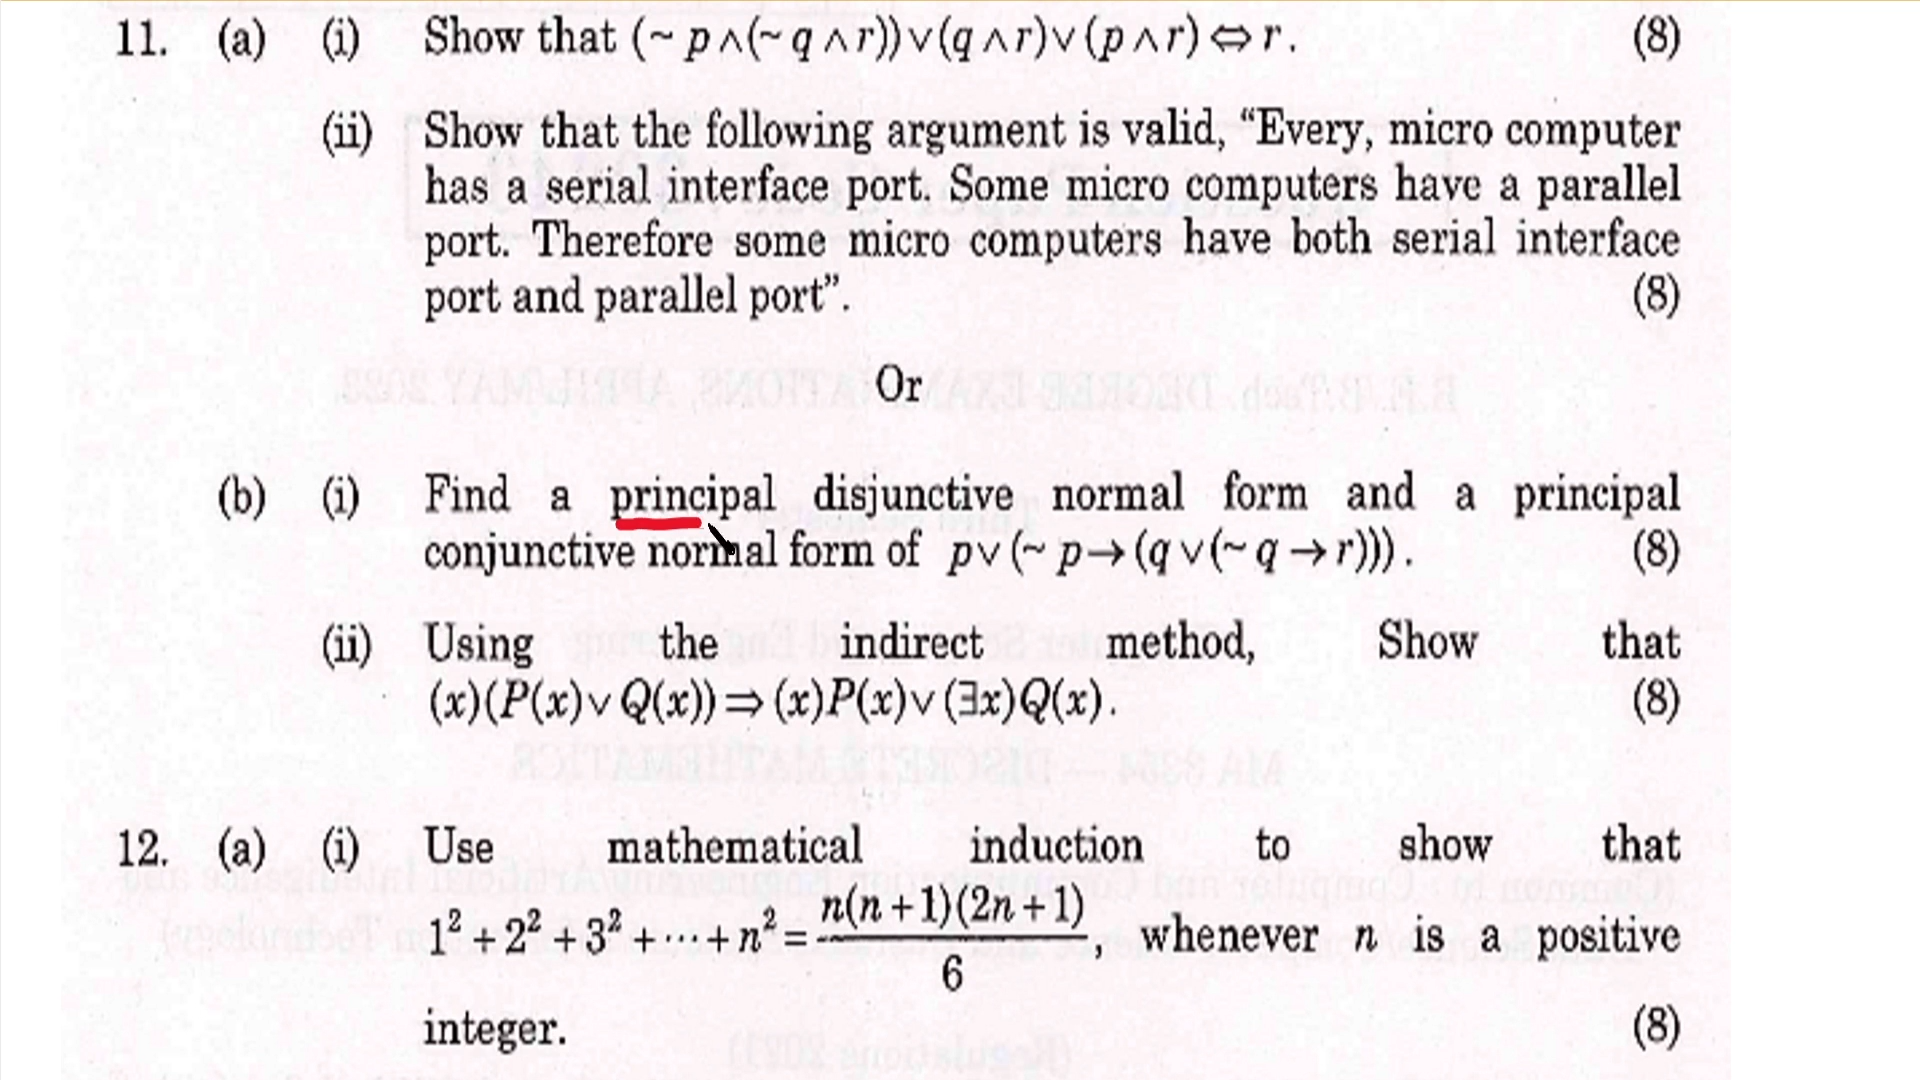 11. (a) (i) Show that (~ p ∧ (~ q ∧ r)) ∨ (q ∧ r) ∨ (p ∧ r) ⇔ r. (8)
(ii) Show that the following argument is valid, “Every, micro computer
has a serial interface port. Some micro computers have a parallel
port. Therefore some micro computers have both serial interface
port and parallel port”. (8)
Or
(b) (i) Find a principal disjunctive normal form and a principal
conjunctive normal form of p ∨ (~ p → (q ∨ (~ q → r))). (8)
(ii) Using the indirect method, Show that
(x)(P(x) ∨ Q(x)) ⇒ (x)P(x) ∨ (∃x)Q(x). (8)
12. (a) (i) Use mathematical induction to show that
1² + 2² + 3² + ⋯ + n² = n(n+1)(2n+1)/6, whenever n is a positive
integer. (8)